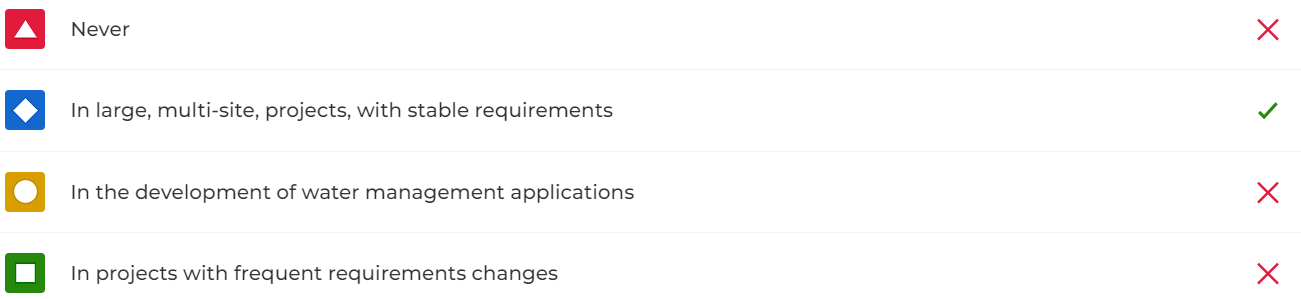 Never
In large, multi-site, projects, with stable requirements
In the development of water management applications
In projects with frequent requirements changes